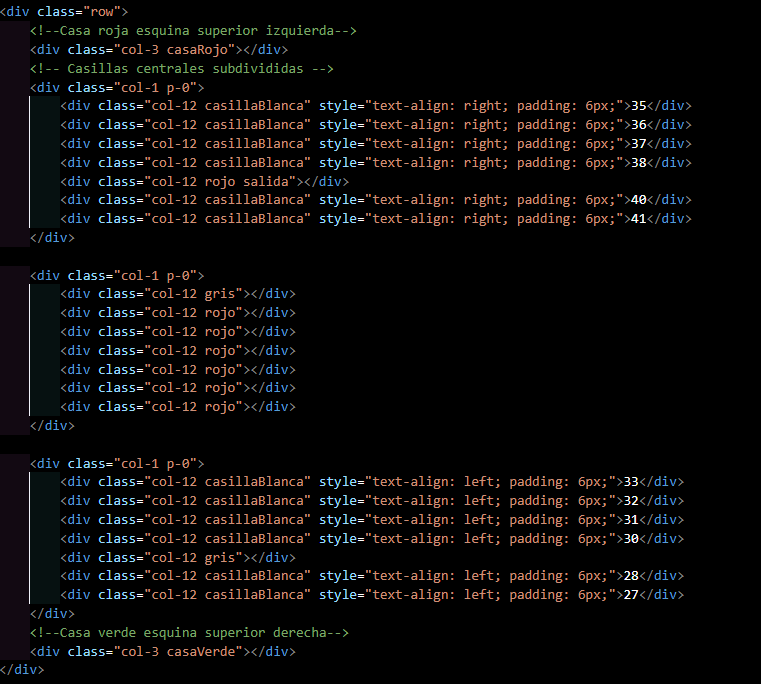 <div class="row">
<!--Casa roja esquina superior izquierda-->
<div class="col-3 casaRojo"></div>
<!-- Casillas centrales subdivididas -->
<div class="col-1 p-0">
<div class="col-12 casillaBlanca" style="text-align: right; padding: 6px;">35</div>
<div class="col-12 casillaBlanca" style="text-align: right; padding: 6px;">36</div>
<div class="col-12 casillaBlanca" style="text-align: right; padding: 6px;">37</div>
<div class="col-12 casillaBlanca" style="text-align: right; padding: 6px;">38</div>
<div class="col-12 rojo salida"></div>
<div class="col-12 casillaBlanca" style="text-align: right; padding: 6px;">40</div>
<div class="col-12 casillaBlanca" style="text-align: right; padding: 6px;">41</div>
</div>
<div class="col-1 p-0">
<div class="col-12 gris"></div>
<div class="col-12 rojo"></div>
<div class="col-12 rojo"></div>
<div class="col-12 rojo"></div>
<div class="col-12 rojo"></div>
<div class="col-12 rojo"></div>
<div class="col-12 rojo"></div>
</div>
<div class="col-1 p-0">
<div class="col-12 casillaBlanca" style="text-align: left; padding: 6px;">33</div>
<div class="col-12 casillaBlanca" style="text-align: left; padding: 6px;">32</div>
<div class="col-12 casillaBlanca" style="text-align: left; padding: 6px;">31</div>
<div class="col-12 casillaBlanca" style="text-align: left; padding: 6px;">30</div>
<div class="col-12 gris"></div>
<div class="col-12 casillaBlanca" style="text-align: left; padding: 6px;">28</div>
<div class="col-12 casillaBlanca" style="text-align: left; padding: 6px;">27</div>
</div>
<!--Casa verde esquina superior derecha-->
<div class="col-3 casaVerde"></div>
</div>